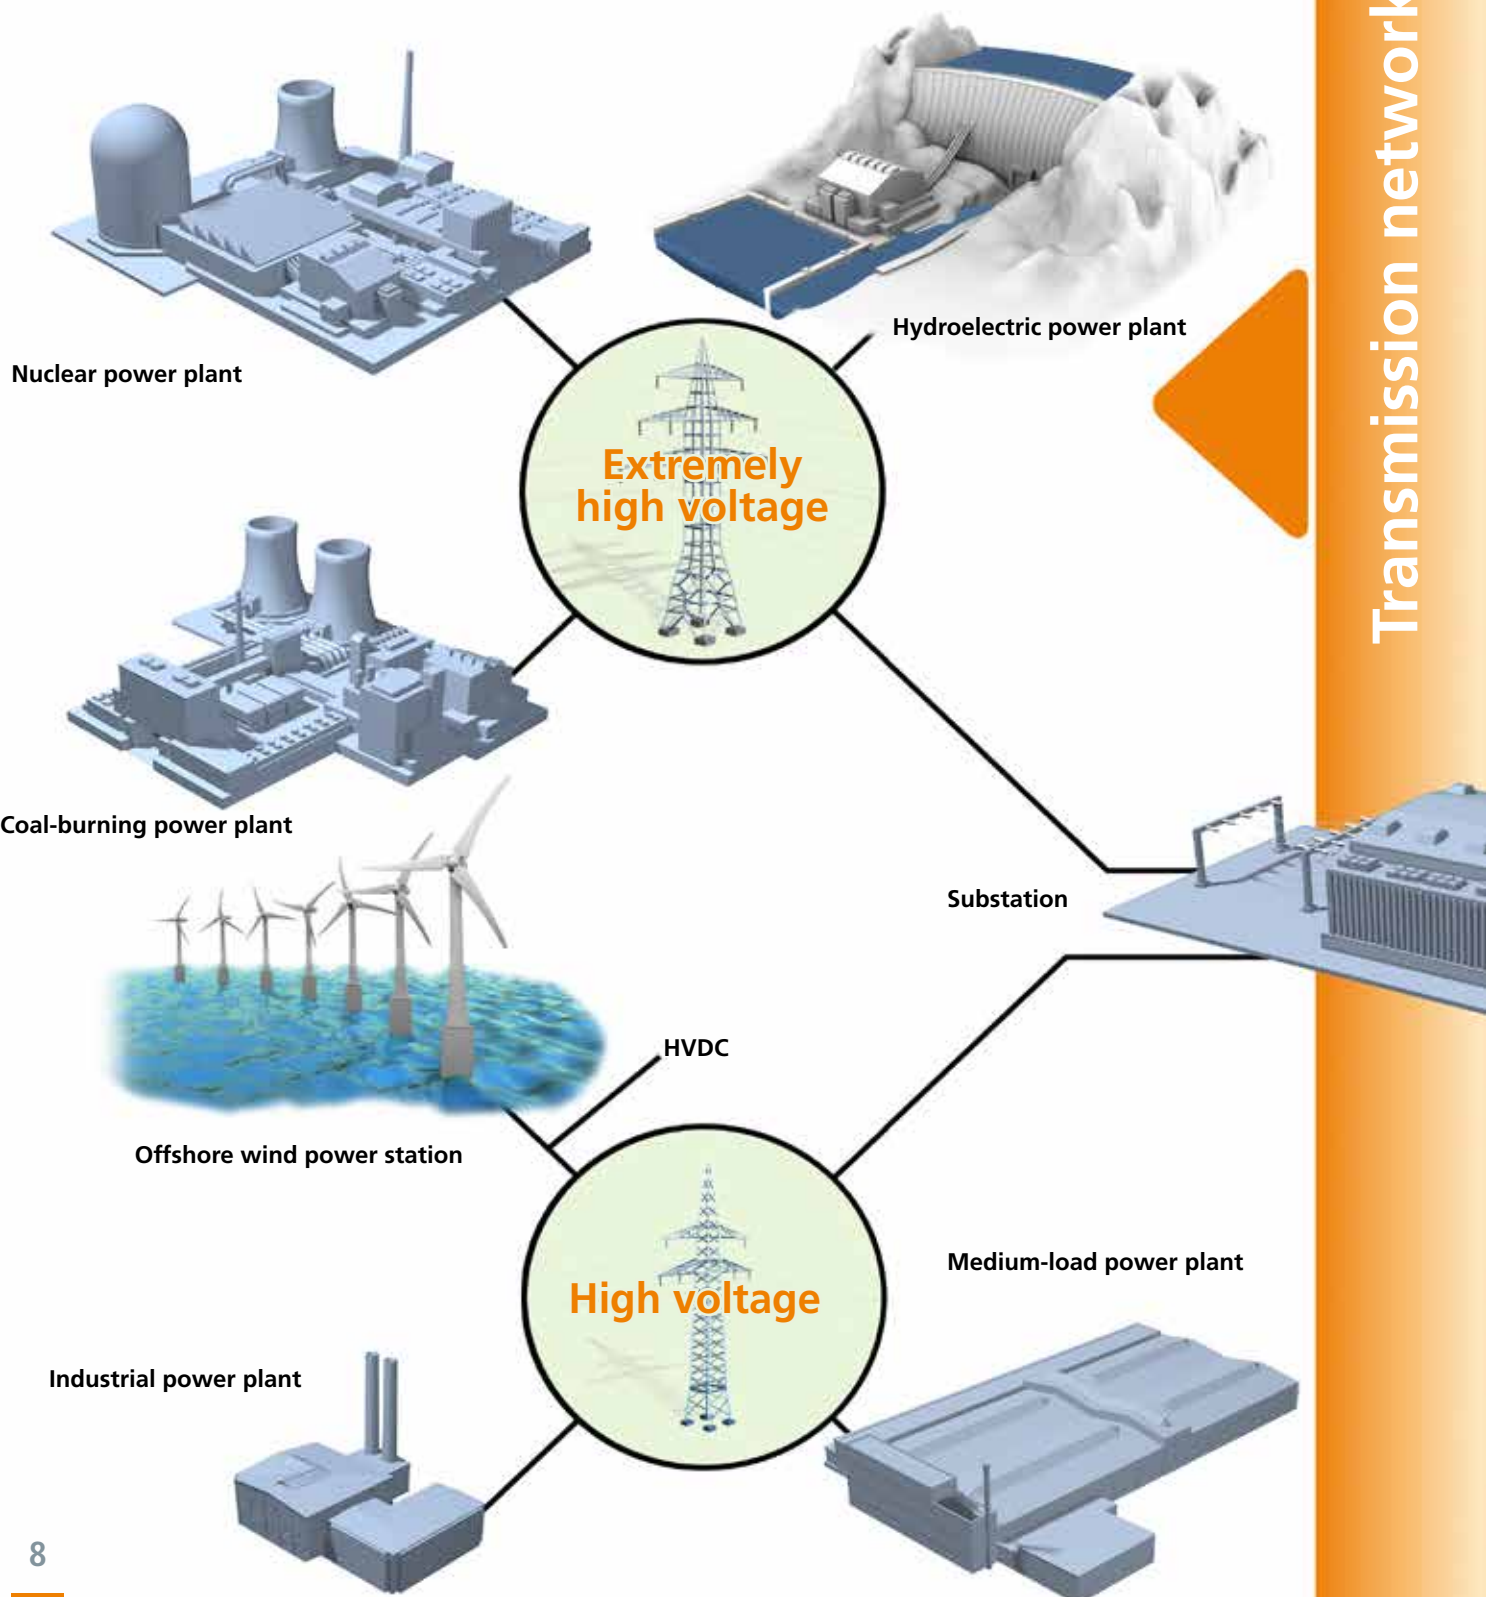 Transmission network
Hydroelectric power plant
Nuclear power plant
Extremely
high voltage
Coal-burning power plant
Substation
HVDC
Offshore wind power station
Medium-load power plant
High voltage
Industrial power plant
8